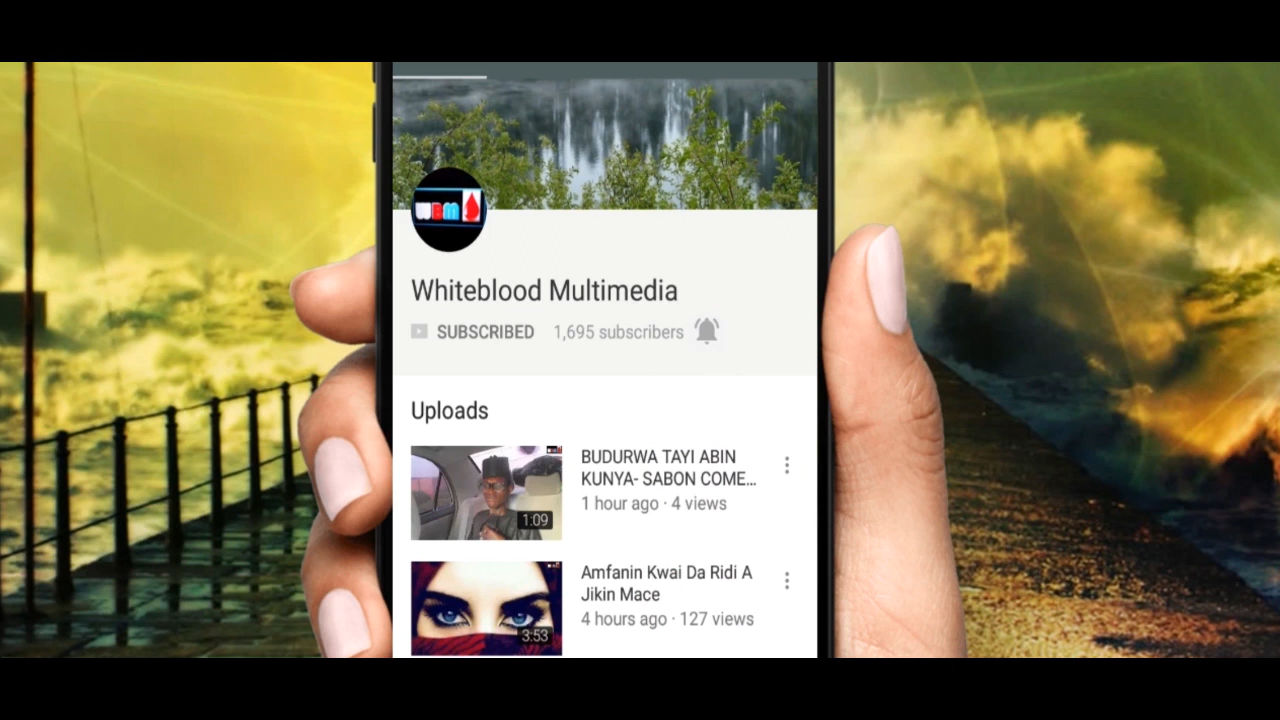 WBM
Whiteblood Multimedia
SUBSCRIBED 1,695 subscribers
Uploads
BUDURWA TAYI ABIN
KUNYA- SABON COME...
1 hour ago · 4 views
1:09
Amfanin Kwai Da Ridi A
Jikin Mace
4 hours ago · 127 views
3:53